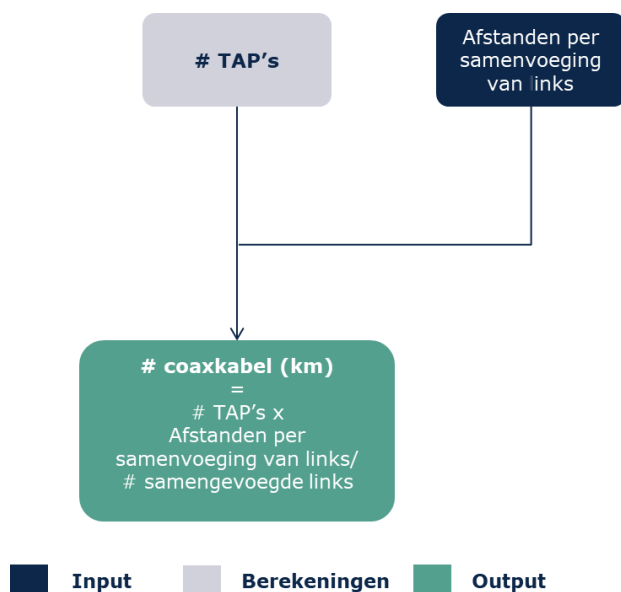 # TAP’s
Afstanden per
samenvoeging
van links
# coaxkabel (km)
=
# TAP’s x
Afstanden per
samenvoeging van links/
# samengevoegde links
Input
Berekeningen
Output